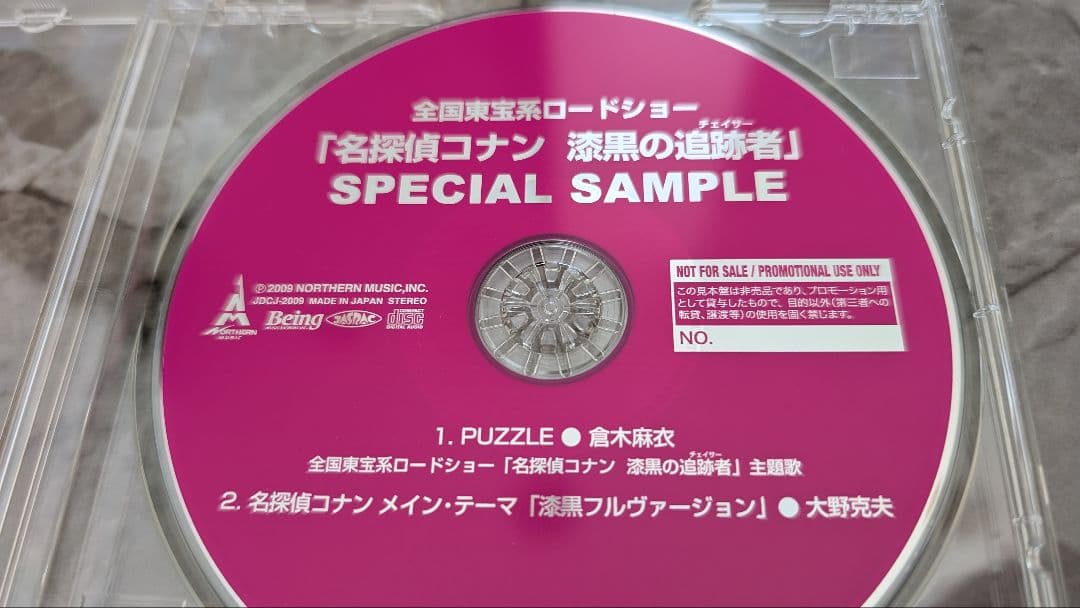 全国東宝系ロードショー
チェイサー
「名探偵コナン 漆黒の追跡者」
SPECIAL SAMPLE
NORTHERN
MUSIC
Ⓟ2009 NORTHERN MUSIC,INC.
JDCJ-2009 MADE IN JAPAN STEREO
Being
JASRAC
COMPACT
disc
DIGITAL AUDIO
NOT FOR SALE / PROMOTIONAL USE ONLY
この見本盤は非売品であり、プロモーション用
として貸与したもので、目的以外(第三者への
転貸、譲渡等)の使用を固く禁じます。
NO.
1. PUZZLE ● 倉木麻衣
チェイサー
全国東宝系ロードショー「名探偵コナン 漆黒の追跡者」主題歌
2. 名探偵コナン メイン・テーマ「漆黒フルヴァージョン」● 大野克夫